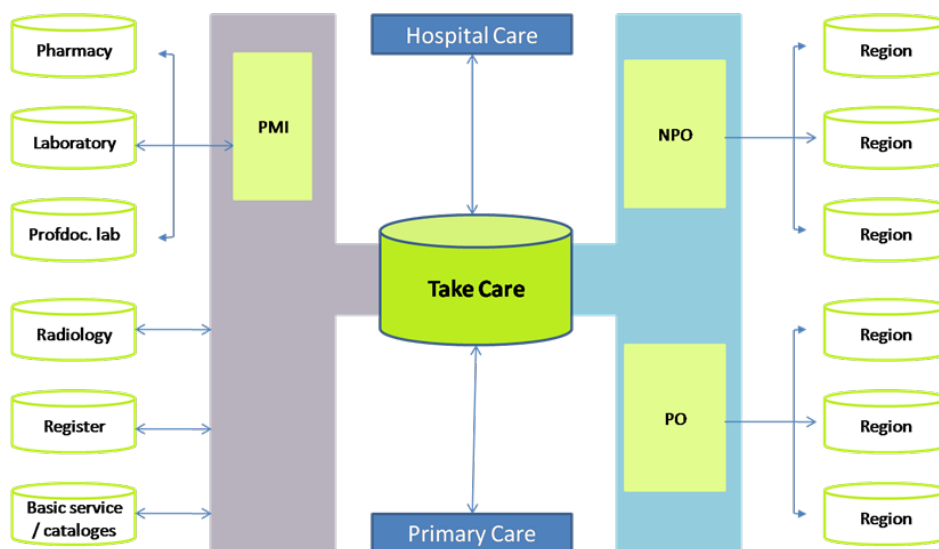 Pharmacy
Laboratory
Profdoc. lab
Radiology
Register
Basic service
/ cataloges
PMI
Hospital Care
Take Care
Primary Care
NPO
PO
Region
Region
Region
Region
Region
Region